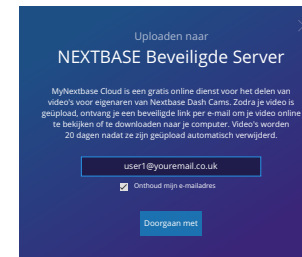 Uploaden naar
NEXTBASE Beveiligde Server
MyNextbase Cloud is een gratis online dienst voor het delen van
video's voor eigenaren van Nextbase Dash Cams. Zodra je video is
geüpload, ontvang je een beveiligde link per e-mail om je video online
te bekijken of te downloaden naar je computer. Video's worden
20 dagen nadat ze zijn geüpload automatisch verwijderd.
user1@youremail.co.uk
Onthoud mijn e-mailadres
Doorgaan met